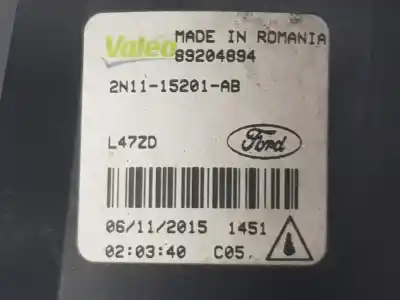 Valeo MADE IN ROMANIA
89204894
2N11-15201-AB
L47ZD Ford
06/11/2015 1451
02:03:40 C05.